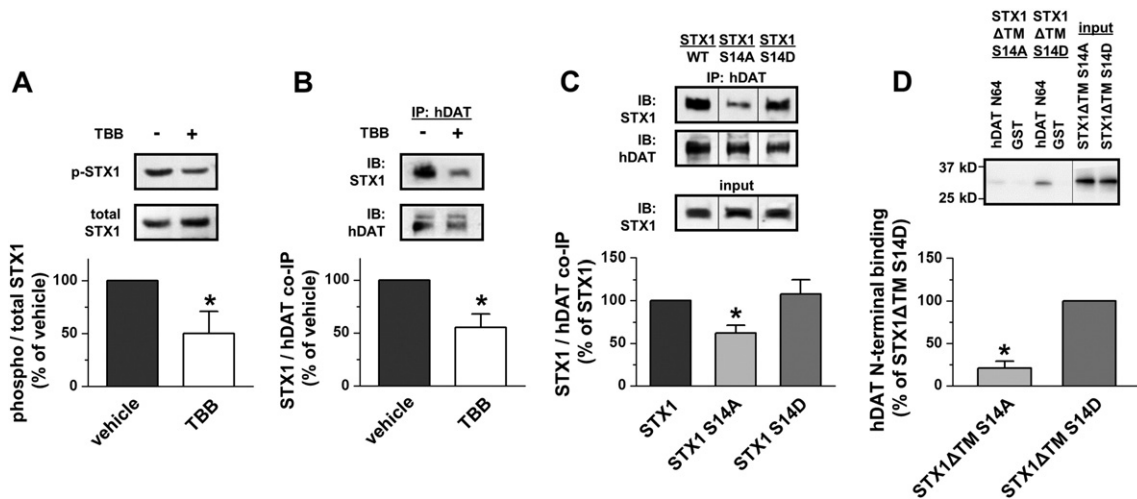 A
TBB - +
p-STX1
total
STX1
phospho / total STX1
(% of vehicle)
100
50
0
*
vehicle
TBB
B
IP: hDAT
TBB - +
IB:
STX1
IB:
hDAT
STX1 / hDAT co-IP
(% of vehicle)
100
50
0
*
vehicle
TBB
C
STX1 STX1 STX1
WT S14A S14D
IP: hDAT
IB:
STX1
IB:
hDAT
input
IB:
STX1
STX1 / hDAT co-IP
(% of STX1)
150
100
50
0
*
STX1
STX1 S14A
STX1 S14D
D
STX1 STX1
ΔTM ΔTM input
S14A S14D
hDAT N64
GST
hDAT N64
GST
STX1ΔTM S14A
STX1ΔTM S14D
37 kD
25 kD
hDAT N-terminal binding
(% of STX1ΔTM S14D)
150
100
50
0
*
STX1ΔTM S14A
STX1ΔTM S14D